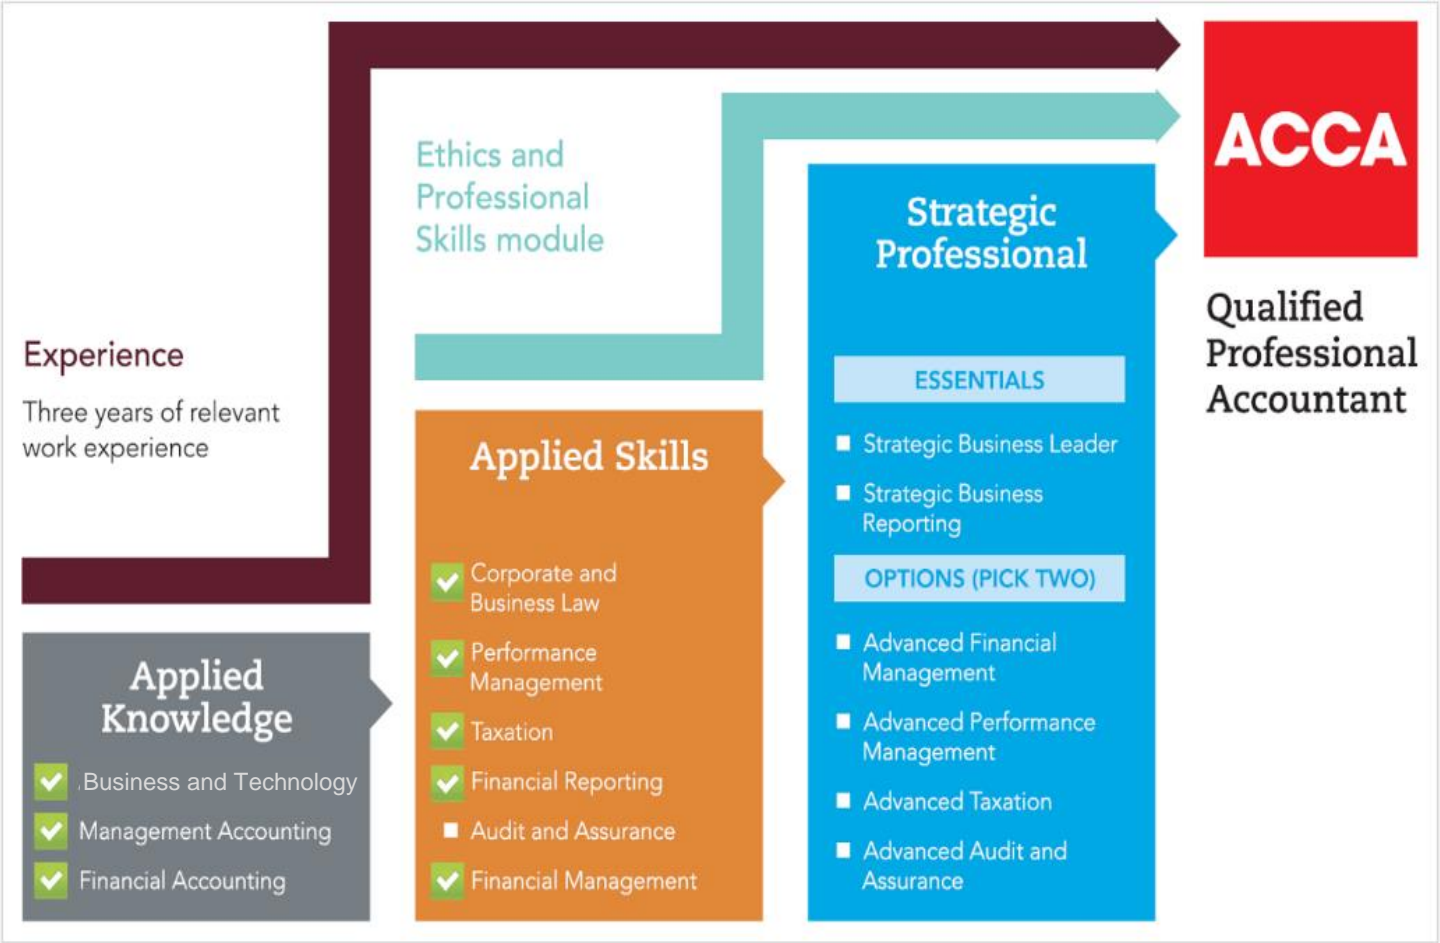 Experience
Three years of relevant
work experience
Applied
Knowledge
Business and Technology
Management Accounting
Financial Accounting
Ethics and
Professional
Skills module
Applied Skills
Corporate and
Business Law
Performance
Management
Taxation
Financial Reporting
Audit and Assurance
Financial Management
Strategic
Professional
ESSENTIALS
Strategic Business Leader
Strategic Business
Reporting
OPTIONS (PICK TWO)
Advanced Financial
Management
Advanced Performance
Management
Advanced Taxation
Advanced Audit and
Assurance
ACCA
Qualified
Professional
Accountant